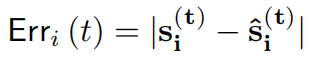 Err_i (t) = |s_i^(t) − ŝ_i^(t)|